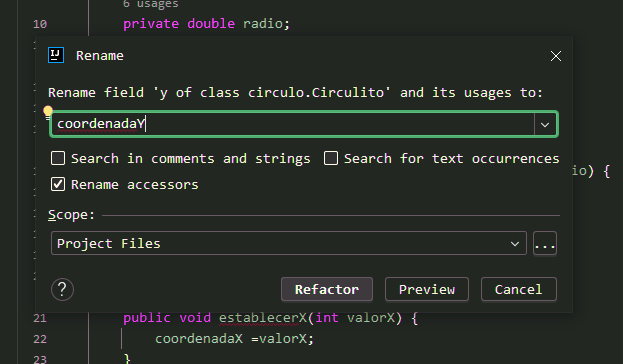 6 usages
10 private double radio;
IJ Rename
Rename field 'y of class circulo.Circulito' and its usages to:
coordenadaY
Search in comments and strings Search for text occurrences
io) {
Rename accessors
Scope:
Project Files ...
? Refactor Preview Cancel
21 public void establecerX(int valorX) {
22 coordenadaX =valorX;
23 }